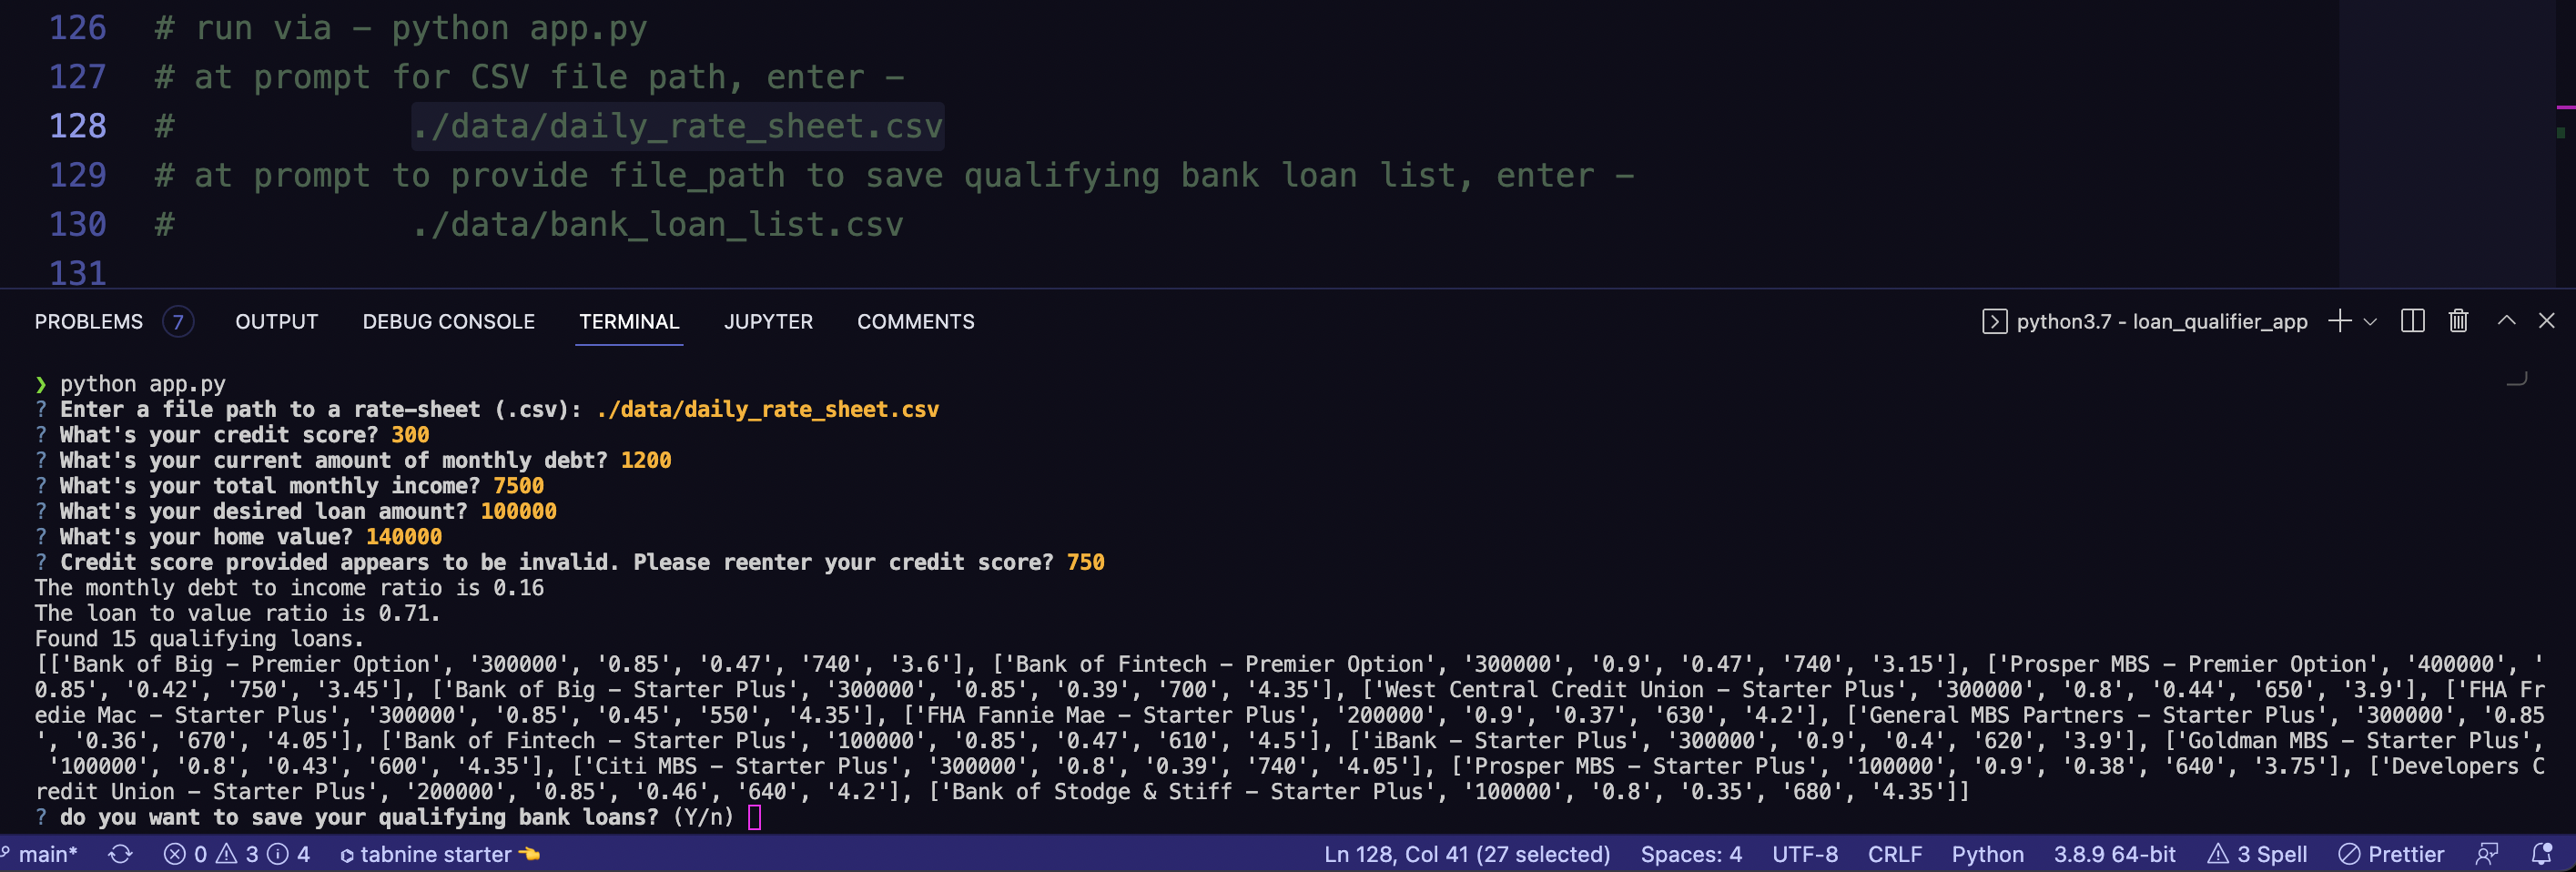 126 # run via - python app.py
127 # at prompt for CSV file path, enter -
128 # ./data/daily_rate_sheet.csv
129 # at prompt to provide file_path to save qualifying bank loan list, enter -
130 # ./data/bank_loan_list.csv
131
PROBLEMS 7 OUTPUT DEBUG CONSOLE TERMINAL JUPYTER COMMENTS python3.7 - loan_qualifier_app
❯ python app.py
? Enter a file path to a rate-sheet (.csv): ./data/daily_rate_sheet.csv
? What's your credit score? 300
? What's your current amount of monthly debt? 1200
? What's your total monthly income? 7500
? What's your desired loan amount? 100000
? What's your home value? 140000
? Credit score provided appears to be invalid. Please reenter your credit score? 750
The monthly debt to income ratio is 0.16
The loan to value ratio is 0.71.
Found 15 qualifying loans.
[['Bank of Big - Premier Option', '300000', '0.85', '0.47', '740', '3.6'], ['Bank of Fintech - Premier Option', '300000', '0.9', '0.47', '740', '3.15'], ['Prosper MBS - Premier Option', '400000', '
0.85', '0.42', '750', '3.45'], ['Bank of Big - Starter Plus', '300000', '0.85', '0.39', '700', '4.35'], ['West Central Credit Union - Starter Plus', '300000', '0.8', '0.44', '650', '3.9'], ['FHA Fr
edie Mac - Starter Plus', '300000', '0.85', '0.45', '550', '4.35'], ['FHA Fannie Mae - Starter Plus', '200000', '0.9', '0.37', '630', '4.2'], ['General MBS Partners - Starter Plus', '300000', '0.85
', '0.36', '670', '4.05'], ['Bank of Fintech - Starter Plus', '100000', '0.85', '0.47', '610', '4.5'], ['iBank - Starter Plus', '300000', '0.9', '0.4', '620', '3.9'], ['Goldman MBS - Starter Plus',
'100000', '0.8', '0.43', '600', '4.35'], ['Citi MBS - Starter Plus', '300000', '0.8', '0.39', '740', '4.05'], ['Prosper MBS - Starter Plus', '100000', '0.9', '0.38', '640', '3.75'], ['Developers C
redit Union - Starter Plus', '200000', '0.85', '0.46', '640', '4.2'], ['Bank of Stodge & Stiff - Starter Plus', '100000', '0.8', '0.35', '680', '4.35']]
? do you want to save your qualifying bank loans? (Y/n)
main* 0 3 4 tabnine starter 👈 Ln 128, Col 41 (27 selected) Spaces: 4 UTF-8 CRLF Python 3.8.9 64-bit 3 Spell Prettier